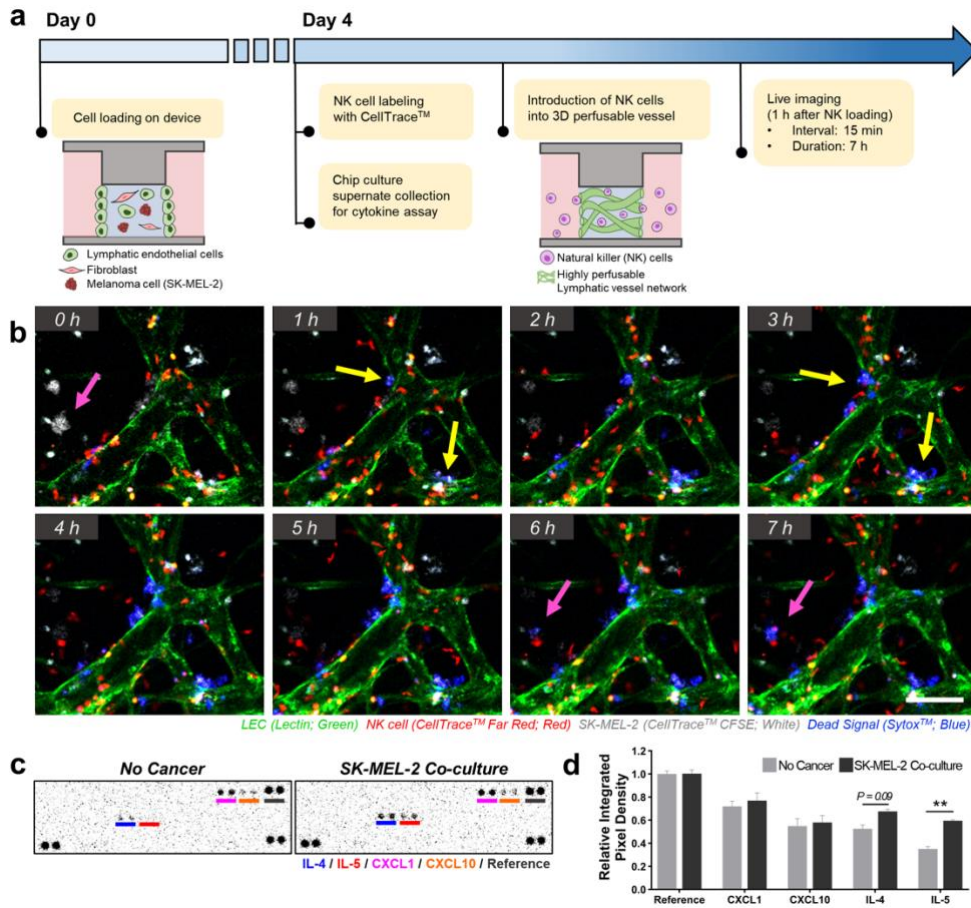 a
Day 0
Day 4
Cell loading on device
NK cell labeling
with CellTrace™
Chip culture
supernate collection
for cytokine assay
Introduction of NK cells
into 3D perfusable vessel
Live imaging
(1 h after NK loading)
• Interval: 15 min
• Duration: 7 h
Lymphatic endothelial cells
Fibroblast
Melanoma cell (SK-MEL-2)
Natural killer (NK) cells
Highly perfusable
Lymphatic vessel network
b
0 h
1 h
2 h
3 h
4 h
5 h
6 h
7 h
LEC (Lectin; Green) NK cell (CellTrace™ Far Red; Red) SK-MEL-2 (CellTrace™ CFSE; White) Dead Signal (Sytox™; Blue)
c
No Cancer
SK-MEL-2 Co-culture
IL-4 / IL-5 / CXCL1 / CXCL10 / Reference
d
Relative Integrated
Pixel Density
1.2
1.0
0.8
0.6
0.4
0.2
0.0
No Cancer
SK-MEL-2 Co-culture
P = 0.09
**
Reference
CXCL1
CXCL10
IL-4
IL-5